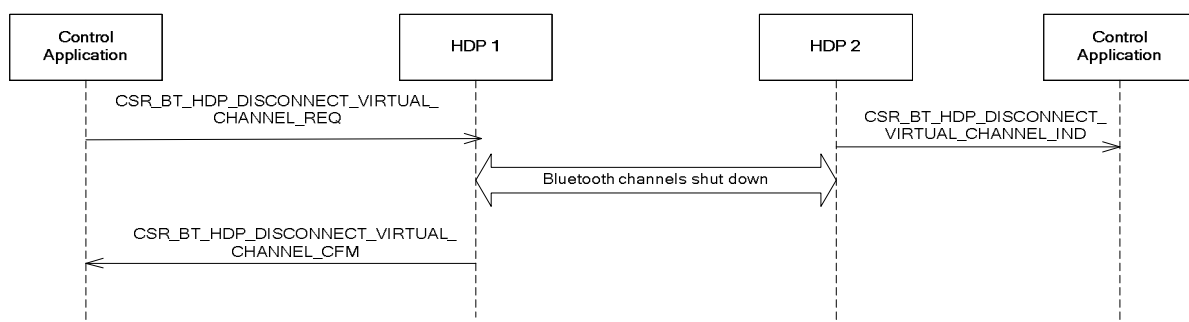 Control
Application
HDP 1
HDP 2
Control
Application
CSR_BT_HDP_DISCONNECT_VIRTUAL_
CHANNEL_REQ
CSR_BT_HDP_DISCONNECT_
VIRTUAL_CHANNEL_IND
Bluetooth channels shut down
CSR_BT_HDP_DISCONNECT_VIRTUAL_
CHANNEL_CFM